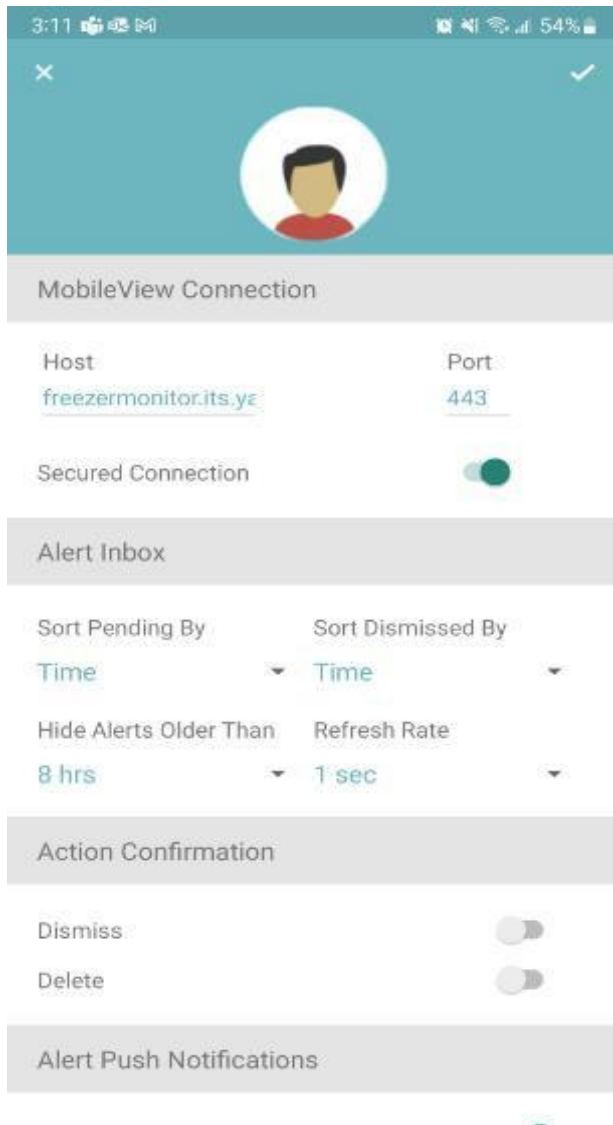 3:11 54%
MobileView Connection
Host Port
freezermonitor.its.ya 443
Secured Connection
Alert Inbox
Sort Pending By Sort Dismissed By
Time Time
Hide Alerts Older Than Refresh Rate
8 hrs 1 sec
Action Confirmation
Dismiss
Delete
Alert Push Notifications